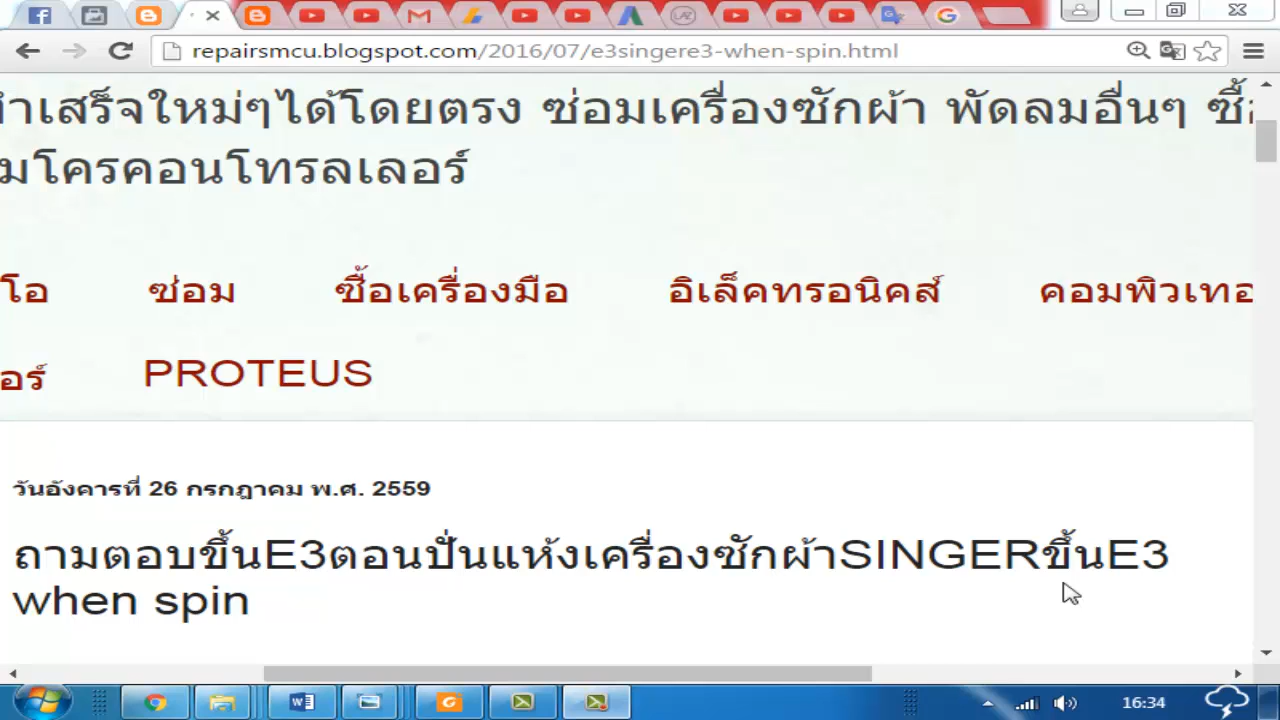 repairsmcu.blogspot.com/2016/07/e3singere3-when-spin.html
ทำเสร็จใหม่ๆได้โดยตรง ซ่อมเครื่องซักผ้า พัดลมอื่นๆ ซื้อ
มโครคอนโทรลเลอร์
โอ ซ่อม ซื้อเครื่องมือ อิเล็คทรอนิคส์ คอมพิวเทอ
อร์ PROTEUS
วันอังคารที่ 26 กรกฎาคม พ.ศ. 2559
ถามตอบขึ้นE3ตอนปั่นแห้งเครื่องซักผ้าSINGERขึ้นE3
when spin
16:34